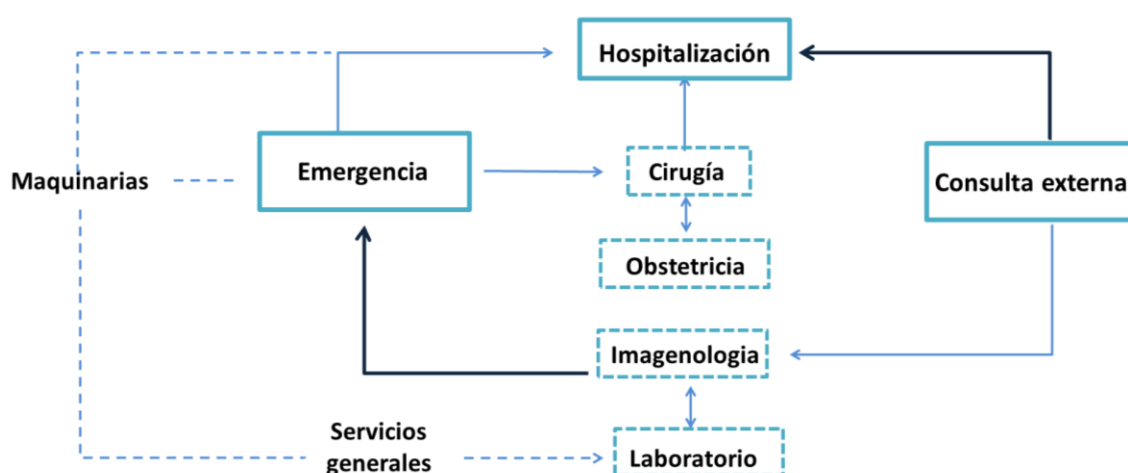 Hospitalización
Emergencia
Cirugía
Maquinarias
Consulta externa
Obstetricia
Imagenologia
Servicios
generales
Laboratorio